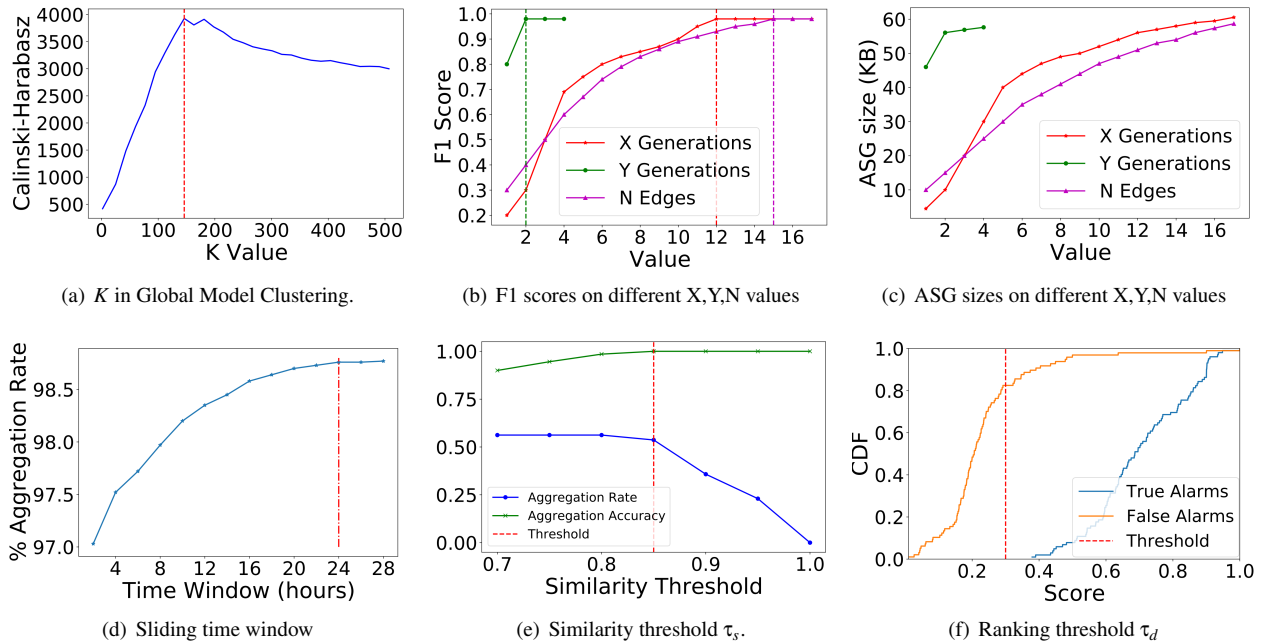 Calinski-Harabasz
4000
3500
3000
2500
2000
1500
1000
500
0 100 200 300 400 500
K Value
(a) K in Global Model Clustering.
F1 Score
1.0
0.9
0.8
0.7
0.6
0.5
0.4
0.3
0.2
X Generations
Y Generations
N Edges
2 4 6 8 10 12 14 16
Value
(b) F1 scores on different X,Y,N values
ASG size (KB)
60
50
40
30
20
10
X Generations
Y Generations
N Edges
2 4 6 8 10 12 14 16
Value
(c) ASG sizes on different X,Y,N values
% Aggregation Rate
98.5
98.0
97.5
97.0
4 8 12 16 20 24 28
Time Window (hours)
(d) Sliding time window
1.00
0.75
0.50
0.25
0.00
Aggregation Rate
Aggregation Accuracy
Threshold
0.7 0.8 0.9 1.0
Similarity Threshold
(e) Similarity threshold τs.
CDF
1.0
0.8
0.6
0.4
0.2
0.0
True Alarms
False Alarms
Threshold
0.2 0.4 0.6 0.8 1.0
Score
(f) Ranking threshold τd